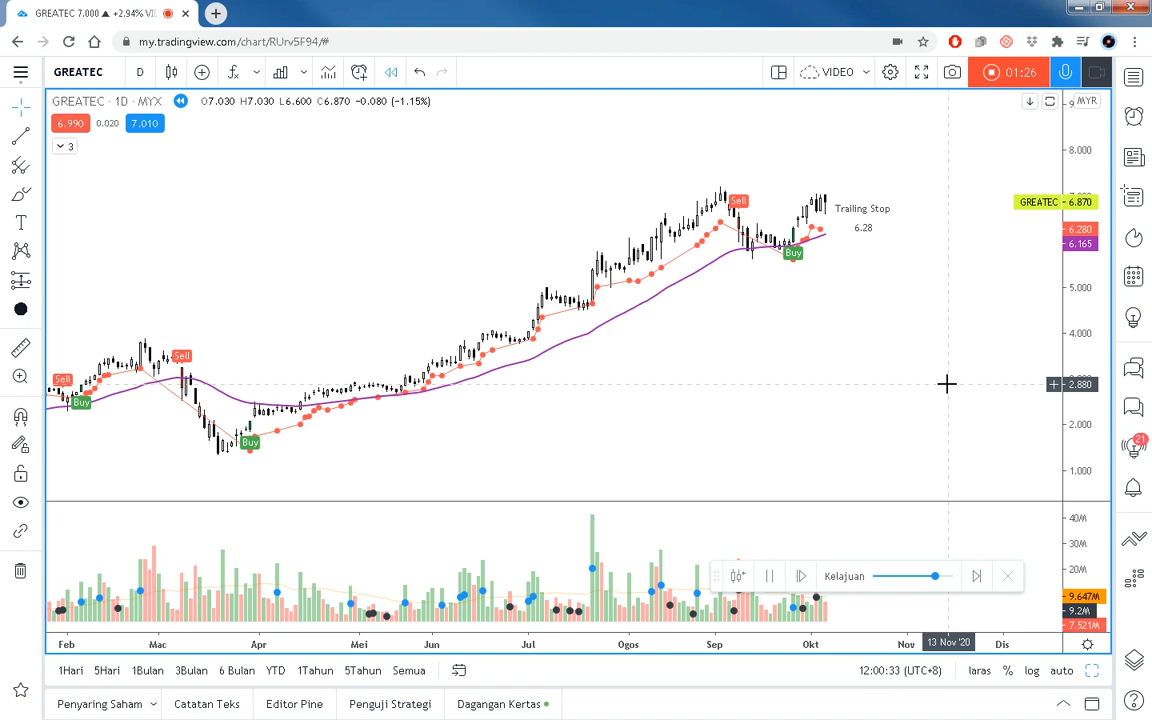 GREATEC 7.000 ▲ +2.94% VI
my.tradingview.com/chart/RUrv5F94/#
GREATEC D VIDEO 01:26
GREATEC · 1D · MYX O7.030 H7.030 L6.600 C6.870 −0.080 (−1.15%)
MYR
6.990 0.020 7.010
3
8.000
Sell
GREATEC 6.870
Trailing Stop
6.28
6.280
6.165
Buy
5.000
4.000
Sell
Sell
2.880
Buy
2.000
Buy
1.000
40M
30M
20M
Kelajuan
9.647M
9.2M
7.521M
Feb Mac Apr Mei Jun Jul Ogos Sep Okt Nov 13 Nov '20 Dis
1Hari 5Hari 1Bulan 3Bulan 6 Bulan YTD 1Tahun 5Tahun Semua 12:00:33 (UTC+8) laras % log auto
Penyaring Saham Catatan Teks Editor Pine Penguji Strategi Dagangan Kertas
21